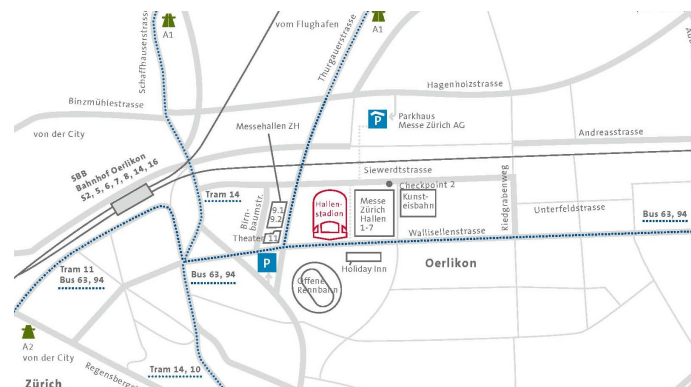 A1
vom Flughafen
A1
Schaffhauserstrasse
Thurgauerstrasse
Hagenholzstrasse
Binzmühlestrasse
Messehallen ZH
Parkhaus
Messe Zürich AG
von der City
Andreasstrasse
SBB
Bahnhof Oerlikon
S2, 5, 6, 7, 8, 14, 16
Siewerdtstrasse
Checkpoint 2
Tram 14
Birn-
baumstr.
9.1
9.2
Hallen-
stadion
Messe
Zürich
Hallen
1-7
Kunst-
eisbahn
Riedgrabenweg
Unterfeldstrasse
Bus 63, 94
Theater 11
Wallisellenstrasse
P
Holiday Inn
Oerlikon
Tram 11
Bus 63, 94
Bus 63, 94
Offene
Rennbahn
A2
von der City
Tram 14, 10
Zürich